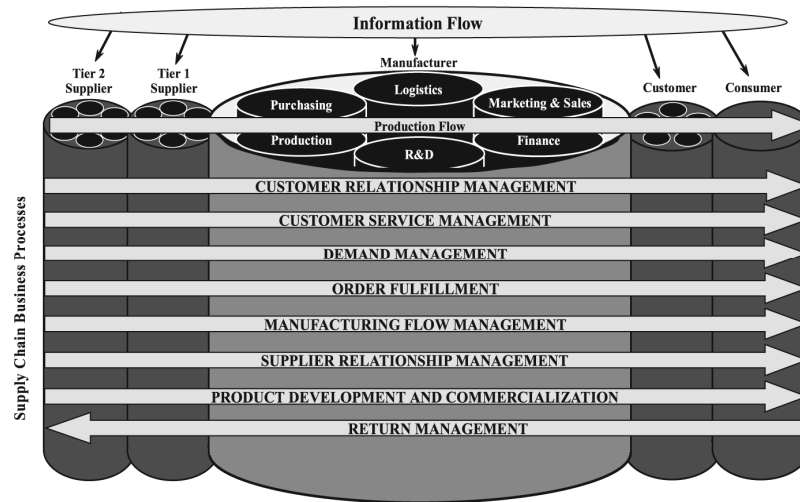 Information Flow
Tier 2
Supplier
Tier 1
Supplier
Manufacturer
Customer
Consumer
Logistics
Purchasing
Marketing & Sales
Production Flow
Production
Finance
R&D
CUSTOMER RELATIONSHIP MANAGEMENT
CUSTOMER SERVICE MANAGEMENT
DEMAND MANAGEMENT
ORDER FULFILLMENT
MANUFACTURING FLOW MANAGEMENT
SUPPLIER RELATIONSHIP MANAGEMENT
PRODUCT DEVELOPMENT AND COMMERCIALIZATION
RETURN MANAGEMENT
Supply Chain Business Processes